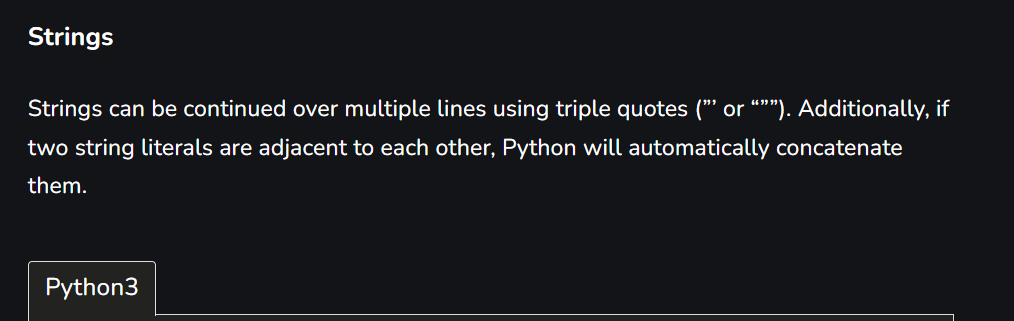 Strings
Strings can be continued over multiple lines using triple quotes (”’ or “””). Additionally, if
two string literals are adjacent to each other, Python will automatically concatenate
them.
Python3